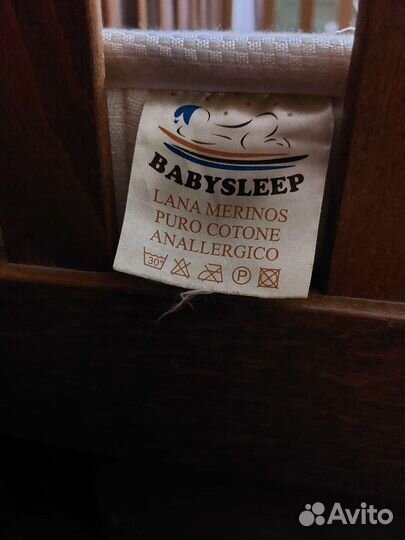 BABYSLEEP
LANA MERINOS
PURO COTONE
ANALLERGICO
30° P
Avito